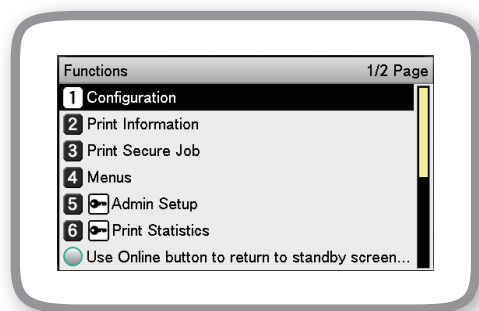 Functions 1/2 Page
1 Configuration
2 Print Information
3 Print Secure Job
4 Menus
5 Admin Setup
6 Print Statistics
Use Online button to return to standby screen...